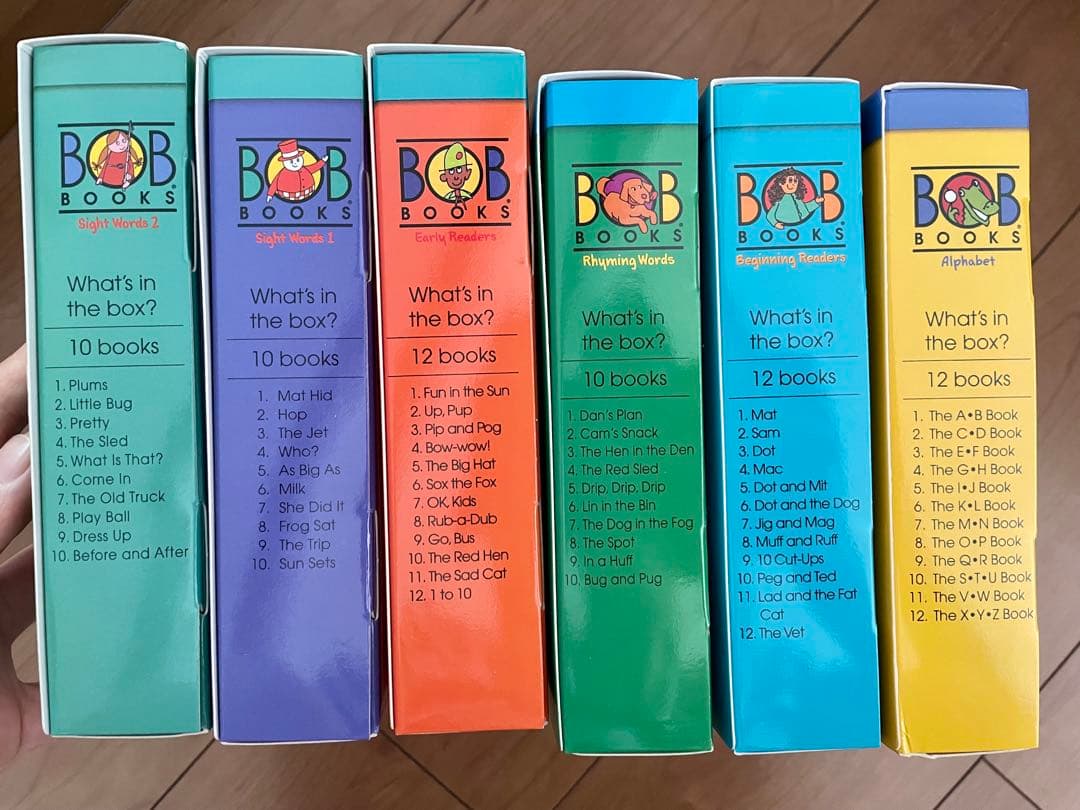 BOB
BOOKS®
Sight Words 2
What's in
the box?
10 books
1. Plums
2. Little Bug
3. Pretty
4. The Sled
5. What Is That?
6. Come In
7. The Old Truck
8. Play Ball
9. Dress Up
10. Before and After
BOB
BOOKS®
Sight Words 1
What's in
the box?
10 books
1. Mat Hid
2. Hop
3. The Jet
4. Who?
5. As Big As
6. Milk
7. She Did It
8. Frog Sat
9. The Trip
10. Sun Sets
BOB
BOOKS®
Early Readers
What's in
the box?
12 books
1. Fun in the Sun
2. Up, Pup
3. Pip and Pog
4. Bow-wow!
5. The Big Hat
6. Sox the Fox
7. OK, Kids
8. Rub-a-Dub
9. Go, Bus
10. The Red Hen
11. The Sad Cat
12. 1 to 10
BOB
BOOKS®
Rhyming Words
What's in
the box?
10 books
1. Dan's Plan
2. Cam's Snack
3. The Hen in the Den
4. The Red Sled
5. Drip, Drip, Drip
6. Lin in the Bin
7. The Dog in the Fog
8. The Spot
9. In a Huff
10. Bug and Pug
BOB
BOOKS®
Beginning Readers
What's in
the box?
12 books
1. Mat
2. Sam
3. Dot
4. Mac
5. Dot and Mit
6. Dot and the Dog
7. Jig and Mag
8. Muff and Ruff
9. 10 Cut-Ups
10. Peg and Ted
11. Lad and the Fat
Cat
12. The Vet
BOB
BOOKS®
Alphabet
What's in
the box?
12 books
1. The A•B Book
2. The C•D Book
3. The E•F Book
4. The G•H Book
5. The I•J Book
6. The K•L Book
7. The M•N Book
8. The O•P Book
9. The Q•R Book
10. The S•T•U Book
11. The V•W Book
12. The X•Y•Z Book